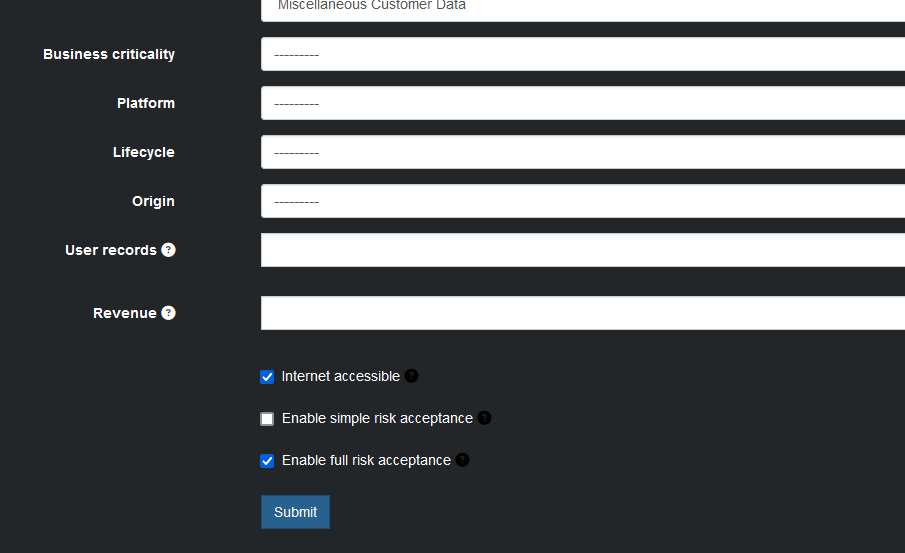 Miscellaneous Customer Data
Business criticality
---------
Platform
---------
Lifecycle
---------
Origin
---------
User records ?
Revenue ?
Internet accessible ?
Enable simple risk acceptance ?
Enable full risk acceptance ?
Submit